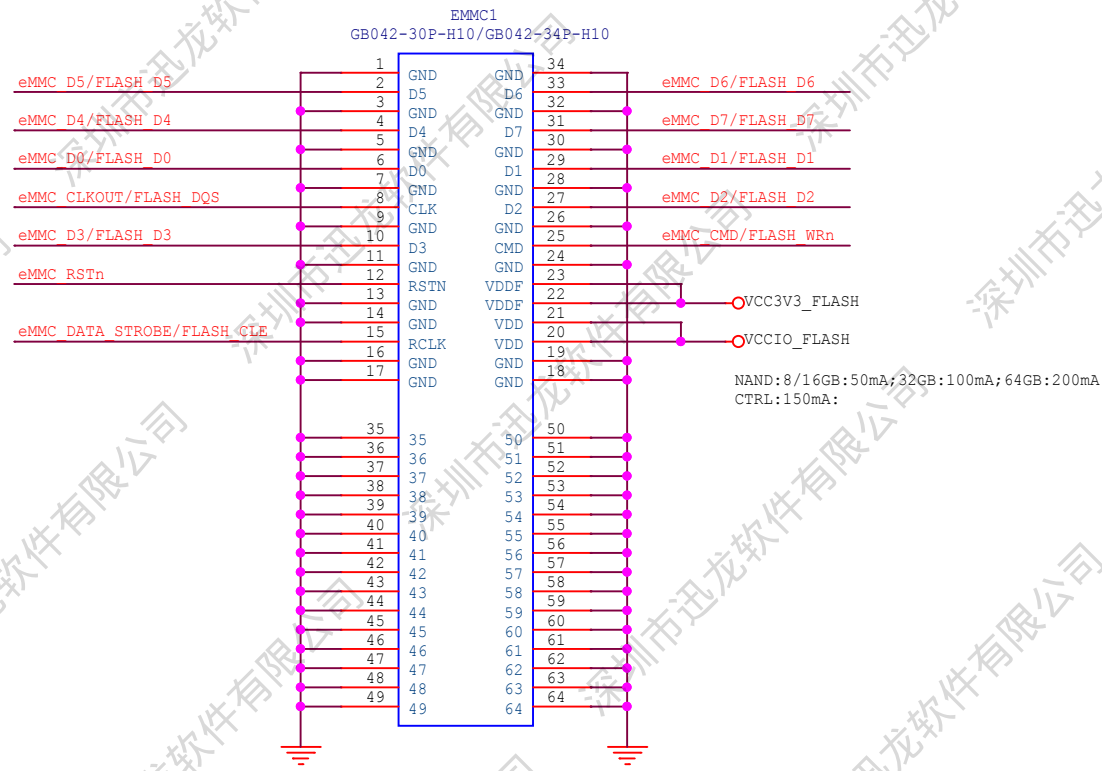 EMMC1
GB042-30P-H10/GB042-34P-H10
1 GND GND 34
eMMC_D5/FLASH_D5 2 D5 D6 33 eMMC_D6/FLASH_D6
3 GND GND 32
eMMC_D4/FLASH_D4 4 D4 D7 31 eMMC_D7/FLASH_D7
5 GND GND 30
eMMC_D0/FLASH_D0 6 D0 D1 29 eMMC_D1/FLASH_D1
7 GND GND 28
eMMC_CLKOUT/FLASH_DQS 8 CLK D2 27 eMMC_D2/FLASH_D2
9 GND GND 26
eMMC_D3/FLASH_D3 10 D3 CMD 25 eMMC_CMD/FLASH_WRn
11 GND GND 24
eMMC_RSTn 12 RSTN VDDF 23
13 GND VDDF 22 VCC3V3_FLASH
14 GND VDD 21
eMMC_DATA_STROBE/FLASH_CLE 15 RCLK VDD 20 VCCIO_FLASH
16 GND GND 19
17 GND GND 18
NAND:8/16GB:50mA;32GB:100mA;64GB:200mA
CTRL:150mA:
35 35 50 50
36 36 51 51
37 37 52 52
38 38 53 53
39 39 54 54
40 40 55 55
41 41 56 56
42 42 57 57
43 43 58 58
44 44 59 59
45 45 60 60
46 46 61 61
47 47 62 62
48 48 63 63
49 49 64 64
深圳市迅龙软件有限公司